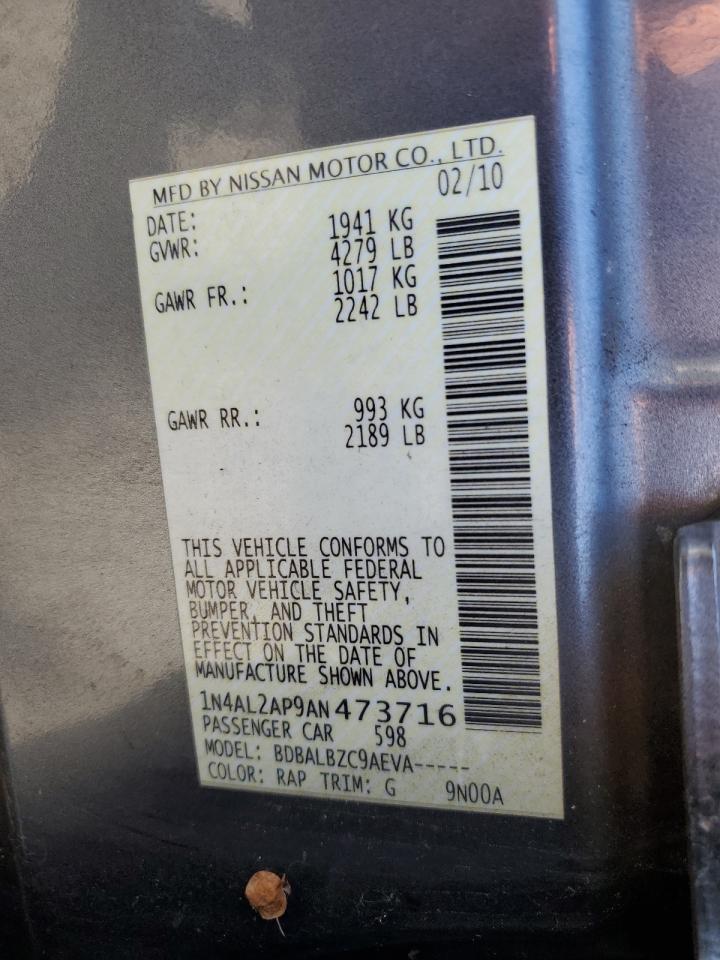 MFD BY NISSAN MOTOR CO., LTD.
DATE: 02/10
GVWR: 1941 KG
4279 LB
GAWR FR.: 1017 KG
2242 LB
GAWR RR.: 993 KG
2189 LB
THIS VEHICLE CONFORMS TO
ALL APPLICABLE FEDERAL
MOTOR VEHICLE SAFETY,
BUMPER, AND THEFT
PREVENTION STANDARDS IN
EFFECT ON THE DATE OF
MANUFACTURE SHOWN ABOVE.
1N4AL2AP9AN473716
PASSENGER CAR 598
MODEL: BDBALBZC9AEVA-----
COLOR: RAP TRIM: G 9N00A